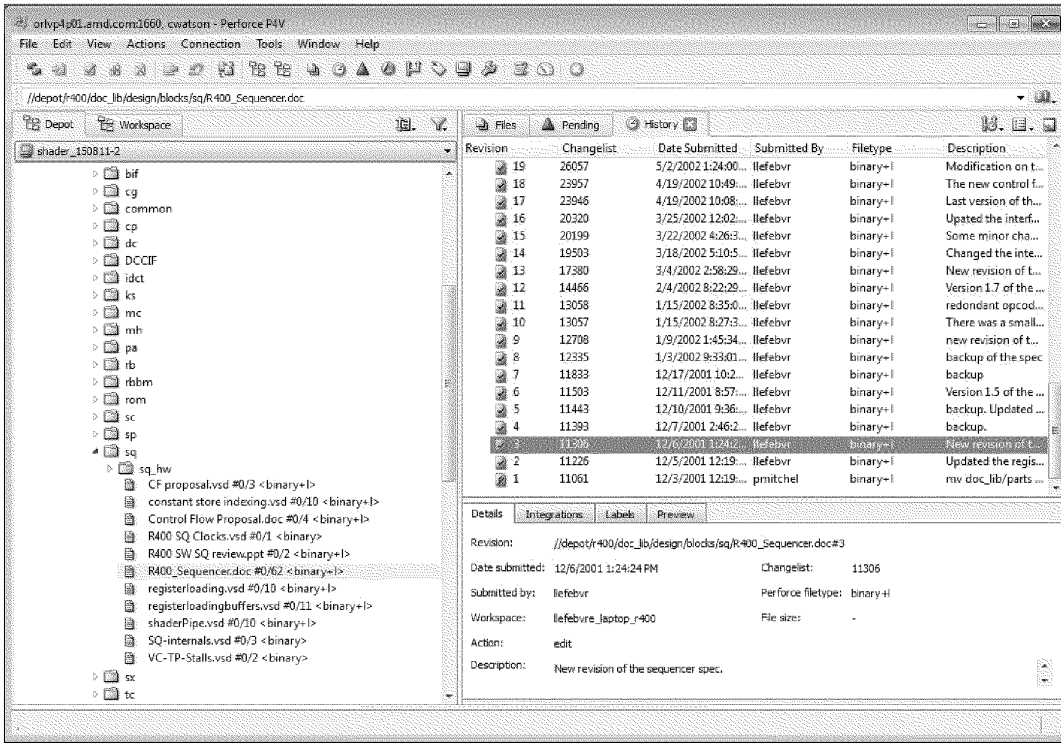 orlvp4p01.amd.com:1660, cwatson - Perforce P4V
File Edit View Actions Connection Tools Window Help
//depot/r400/doc_lib/design/blocks/sq/R400_Sequencer.doc
Depot Workspace
shader_150811-2
bif
cg
common
cp
dc
DCCIF
idct
ks
mc
mh
pa
rb
rbbm
rom
sc
sp
sq
sq_hw
CF proposal.vsd #0/3 <binary+l>
constant store indexing.vsd #0/10 <binary+l>
Control Flow Proposal.doc #0/4 <binary+l>
R400 SQ Clocks.vsd #0/1 <binary>
R400 SW SQ review.ppt #0/2 <binary+l>
R400_Sequencer.doc #0/62 <binary+l>
registerloading.vsd #0/10 <binary+l>
registerloadingbuffers.vsd #0/11 <binary+l>
shaderPipe.vsd #0/10 <binary+l>
SQ-internals.vsd #0/3 <binary>
VC-TP-Stalls.vsd #0/2 <binary>
sx
tc
Files Pending History
Revision Changelist Date Submitted Submitted By Filetype Description
19 26057 5/2/2002 1:24:00... llefebvr binary+l Modification on t...
18 23957 4/19/2002 10:49:... llefebvr binary+l The new control f...
17 23946 4/19/2002 10:08:... llefebvr binary+l Last version of th...
16 20320 3/25/2002 12:02:... llefebvr binary+l Upated the interf...
15 20199 3/22/2002 4:26:3... llefebvr binary+l Some minor cha...
14 19503 3/18/2002 5:10:5... llefebvr binary+l Changed the inte...
13 17380 3/4/2002 2:58:29... llefebvr binary+l New revision of t...
12 14466 2/4/2002 8:22:29... llefebvr binary+l Version 1.7 of the ...
11 13058 1/15/2002 8:35:0... llefebvr binary+l redondant opcod...
10 13057 1/15/2002 8:27:3... llefebvr binary+l There was a small...
9 12708 1/9/2002 1:45:34... llefebvr binary+l new revision of t...
8 12335 1/3/2002 9:33:01... llefebvr binary+l backup of the spec
7 11833 12/17/2001 10:2... llefebvr binary+l backup
6 11503 12/11/2001 8:57:... llefebvr binary+l Version 1.5 of the ...
5 11443 12/10/2001 9:36:... llefebvr binary+l backup. Updated ...
4 11393 12/7/2001 2:46:2... llefebvr binary+l backup.
3 11306 12/6/2001 1:24:2... llefebvr binary+l New revision of t...
2 11226 12/5/2001 12:19:... llefebvr binary+l Updated the regis...
1 11061 12/3/2001 12:19:... pmitchel binary+l mv doc_lib/parts ...
Details Integrations Labels Preview
Revision: //depot/r400/doc_lib/design/blocks/sq/R400_Sequencer.doc#3
Date submitted: 12/6/2001 1:24:24 PM Changelist: 11306
Submitted by: llefebvr Perforce filetype: binary+l
Workspace: llefebvre_laptop_r400 File size: -
Action: edit
Description: New revision of the sequencer spec.